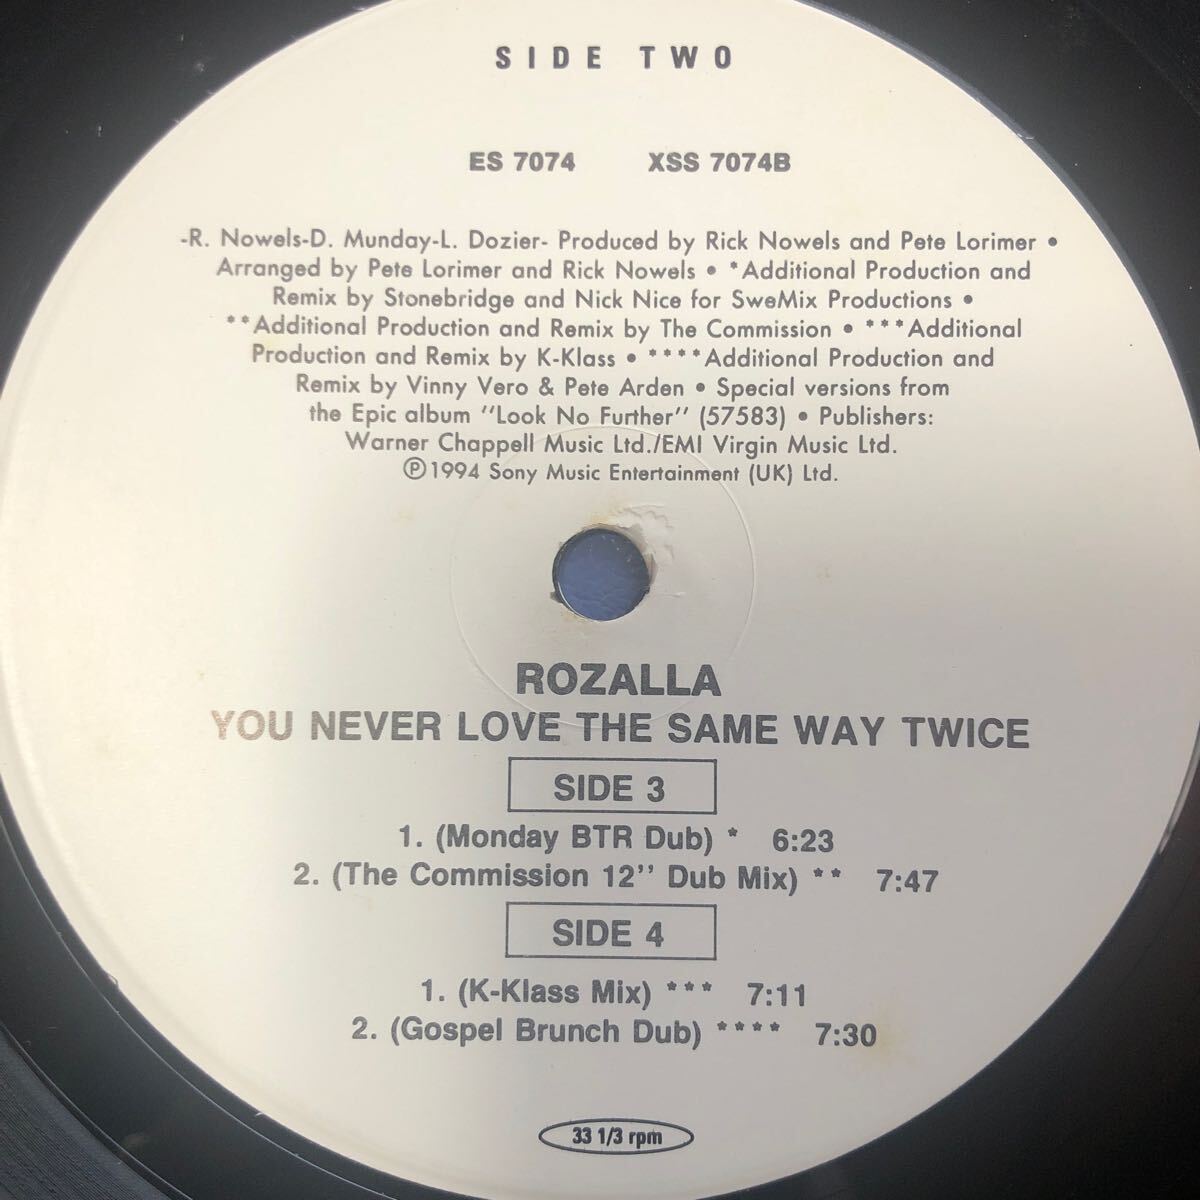 SIDE TWO
ES 7074 XSS 7074B
-R. Nowels-D. Munday-L. Dozier- Produced by Rick Nowels and Pete Lorimer •
Arranged by Pete Lorimer and Rick Nowels • *Additional Production and
Remix by Stonebridge and Nick Nice for SweMix Productions •
**Additional Production and Remix by The Commission • ***Additional
Production and Remix by K-Klass • ****Additional Production and
Remix by Vinny Vero & Pete Arden • Special versions from
the Epic album "Look No Further" (57583) • Publishers:
Warner Chappell Music Ltd./EMI Virgin Music Ltd.
℗1994 Sony Music Entertainment (UK) Ltd.
ROZALLA
YOU NEVER LOVE THE SAME WAY TWICE
SIDE 3
1. (Monday BTR Dub) * 6:23
2. (The Commission 12'' Dub Mix) ** 7:47
SIDE 4
1. (K-Klass Mix) *** 7:11
2. (Gospel Brunch Dub) **** 7:30
33 1/3 rpm